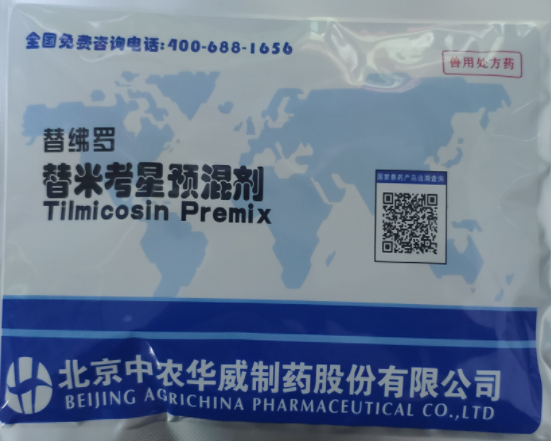 全国免费咨询电话:400-688-1656
兽用处方药
替绋罗
替米考星预混剂
Tilmicosin Premix
国家兽药产品追溯查询
北京中农华威制药股份有限公司
BEIJING AGRICHINA PHARMACEUTICAL CO.,LTD